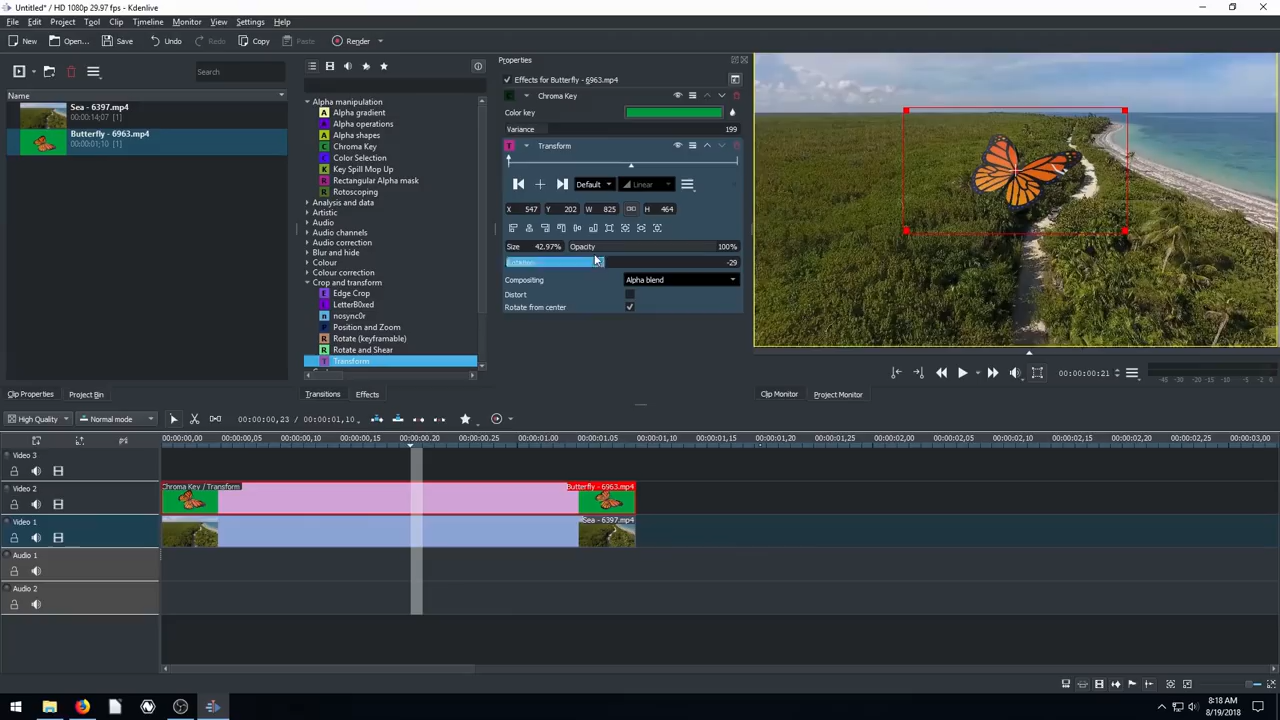 Untitled* / HD 1080p 29.97 fps - Kdenlive
File Edit Project Tool Clip Timeline Monitor View Settings Help
New Open... Save Undo Redo Copy Paste Render
Search
Name
Sea - 6397.mp4
00:00:14;07 [1]
Butterfly - 6963.mp4
00:00:01;10 [1]
Alpha manipulation
Alpha gradient
Alpha operations
Alpha shapes
Chroma Key
Color Selection
Key Spill Mop Up
Rectangular Alpha mask
Rotoscoping
Analysis and data
Artistic
Audio
Audio channels
Audio correction
Blur and hide
Colour
Colour correction
Crop and transform
Edge Crop
LetterB0xed
nosync0r
Position and Zoom
Rotate (keyframable)
Rotate and Shear
Transform
Properties
Effects for Butterfly - 6963.mp4
Chroma Key
Color key
Variance 199
Transform
Default Linear
X 547 Y 202 W 825 H 464
Size 42.97% Opacity 100%
Rotation -29
Compositing Alpha blend
Distort
Rotate from center
00:00:00;21
-45 -30 -20 -15 -10 -5 -2 0
Clip Properties Project Bin
Transitions Effects
Clip Monitor Project Monitor
High Quality Normal mode 00:00:00,23 / 00:00:01,10
00:00:00,00 00:00:00,05 00:00:00,10 00:00:00,15 00:00:00,20 00:00:00,25 00:00:01,00 00:00:01,05 00:00:01,10 00:00:01,15 00:00:01,20 00:00:01,25 00:00:02,00 00:00:02,05 00:00:02,10 00:00:02,15 00:00:02,20 00:00:02,25 00:00:03,00
Video 3
Video 2
Chroma Key / Transform Butterfly - 6963.mp4
Video 1
Sea - 6397.mp4
Audio 1
Audio 2
8:18 AM
8/19/2018